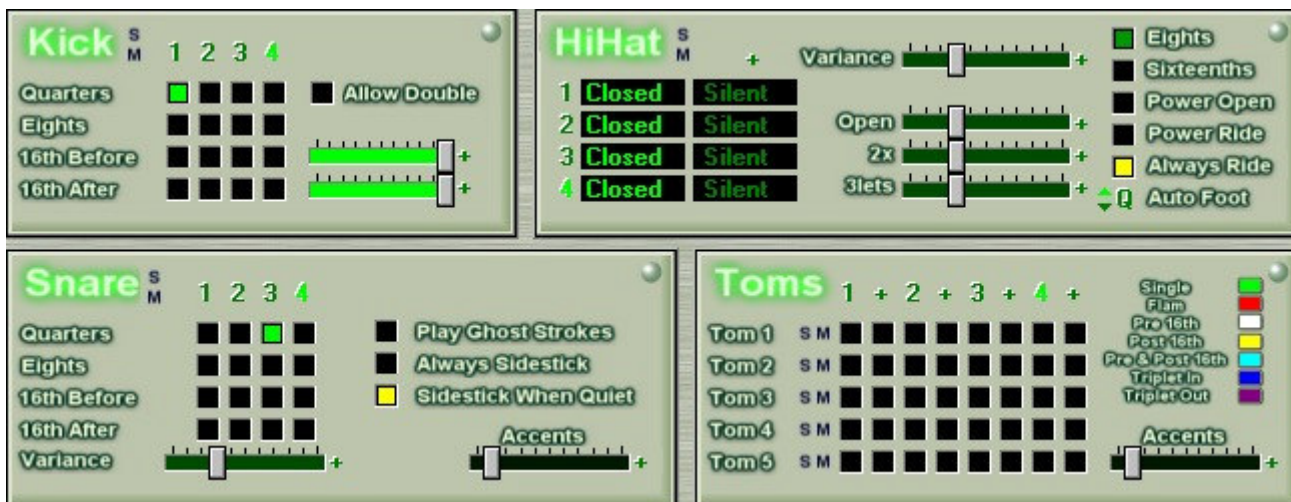 Kick S M
1 2 3 4
Quarters Allow Double
Eights
16th Before +
16th After +
HiHat S M +
Variance +
1 Closed Silent
2 Closed Silent
3 Closed Silent
4 Closed Silent
Open +
2x +
3lets +
Eights
Sixteenths
Power Open
Power Ride
Always Ride
Q Auto Foot
Snare S M
1 2 3 4
Quarters
Eights
16th Before
16th After
Variance +
Play Ghost Strokes
Always Sidestick
Sidestick When Quiet
Accents
+
Toms 1 + 2 + 3 + 4 +
Tom 1 S M
Tom 2 S M
Tom 3 S M
Tom 4 S M
Tom 5 S M
Single
Flam
Pre 16th
Post 16th
Pre & Post 16th
Triplet In
Triplet Out
Accents
+